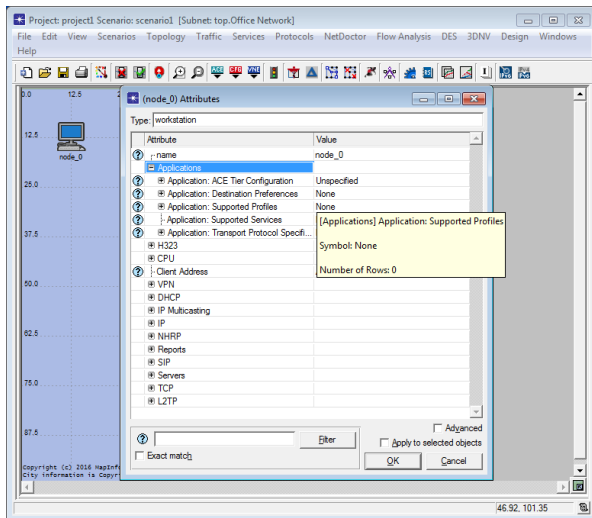 Project: project1 Scenario: scenario1 [Subnet: top.Office Network]
File Edit View Scenarios Topology Traffic Services Protocols NetDoctor Flow Analysis DES 3DNV Design Windows
Help
0.0 12.5 2
12.5
node_0
25.0
37.5
50.0
62.5
75.0
87.5
Copyright (c) 2016 MapInfo
City information is Copyr
(node_0) Attributes
Type: workstation
Attribute Value
name node_0
Applications
Application: ACE Tier Configuration Unspecified
Application: Destination Preferences None
Application: Supported Profiles None
Application: Supported Services
Application: Transport Protocol Specifi...
H323
CPU
Client Address
VPN
DHCP
IP Multicasting
IP
NHRP
Reports
SIP
Servers
TCP
L2TP
[Applications] Application: Supported Profiles
Symbol: None
Number of Rows: 0
Advanced
Filter
Apply to selected objects
Exact match
OK Cancel
46.92, 101.35